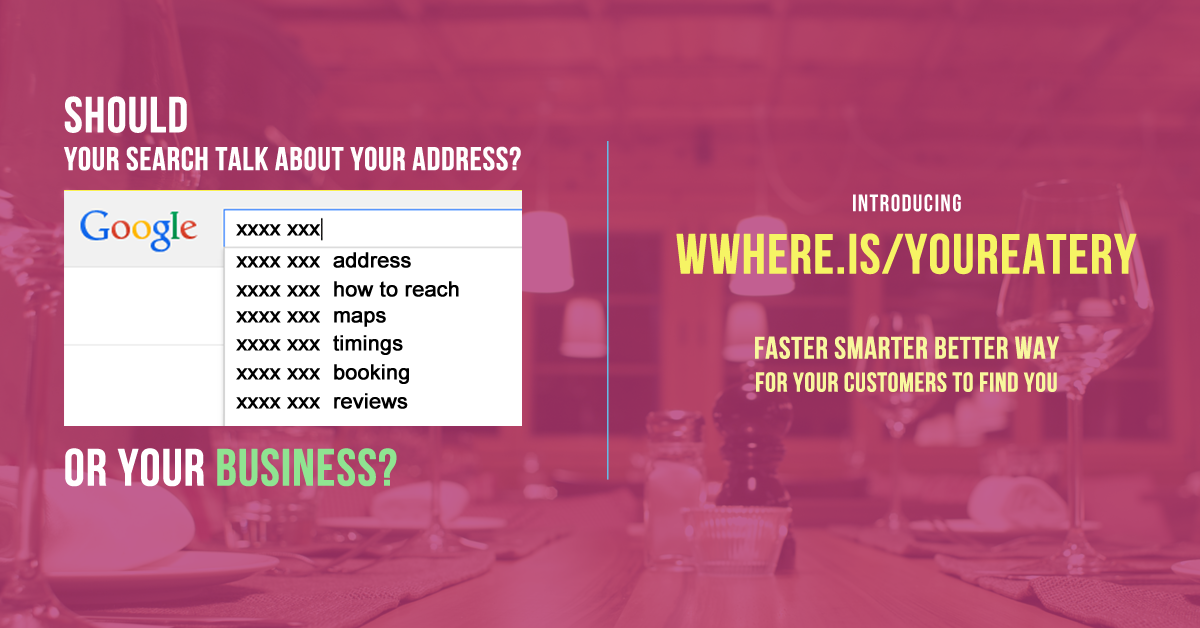 SHOULD
YOUR SEARCH TALK ABOUT YOUR ADDRESS?
Google
xxxx xxx
xxxx xxx address
xxxx xxx how to reach
xxxx xxx maps
xxxx xxx timings
xxxx xxx booking
xxxx xxx reviews
OR YOUR BUSINESS?
INTRODUCING
WWHERE.IS/YOUREATERY
FASTER SMARTER BETTER WAY
FOR YOUR CUSTOMERS TO FIND YOU